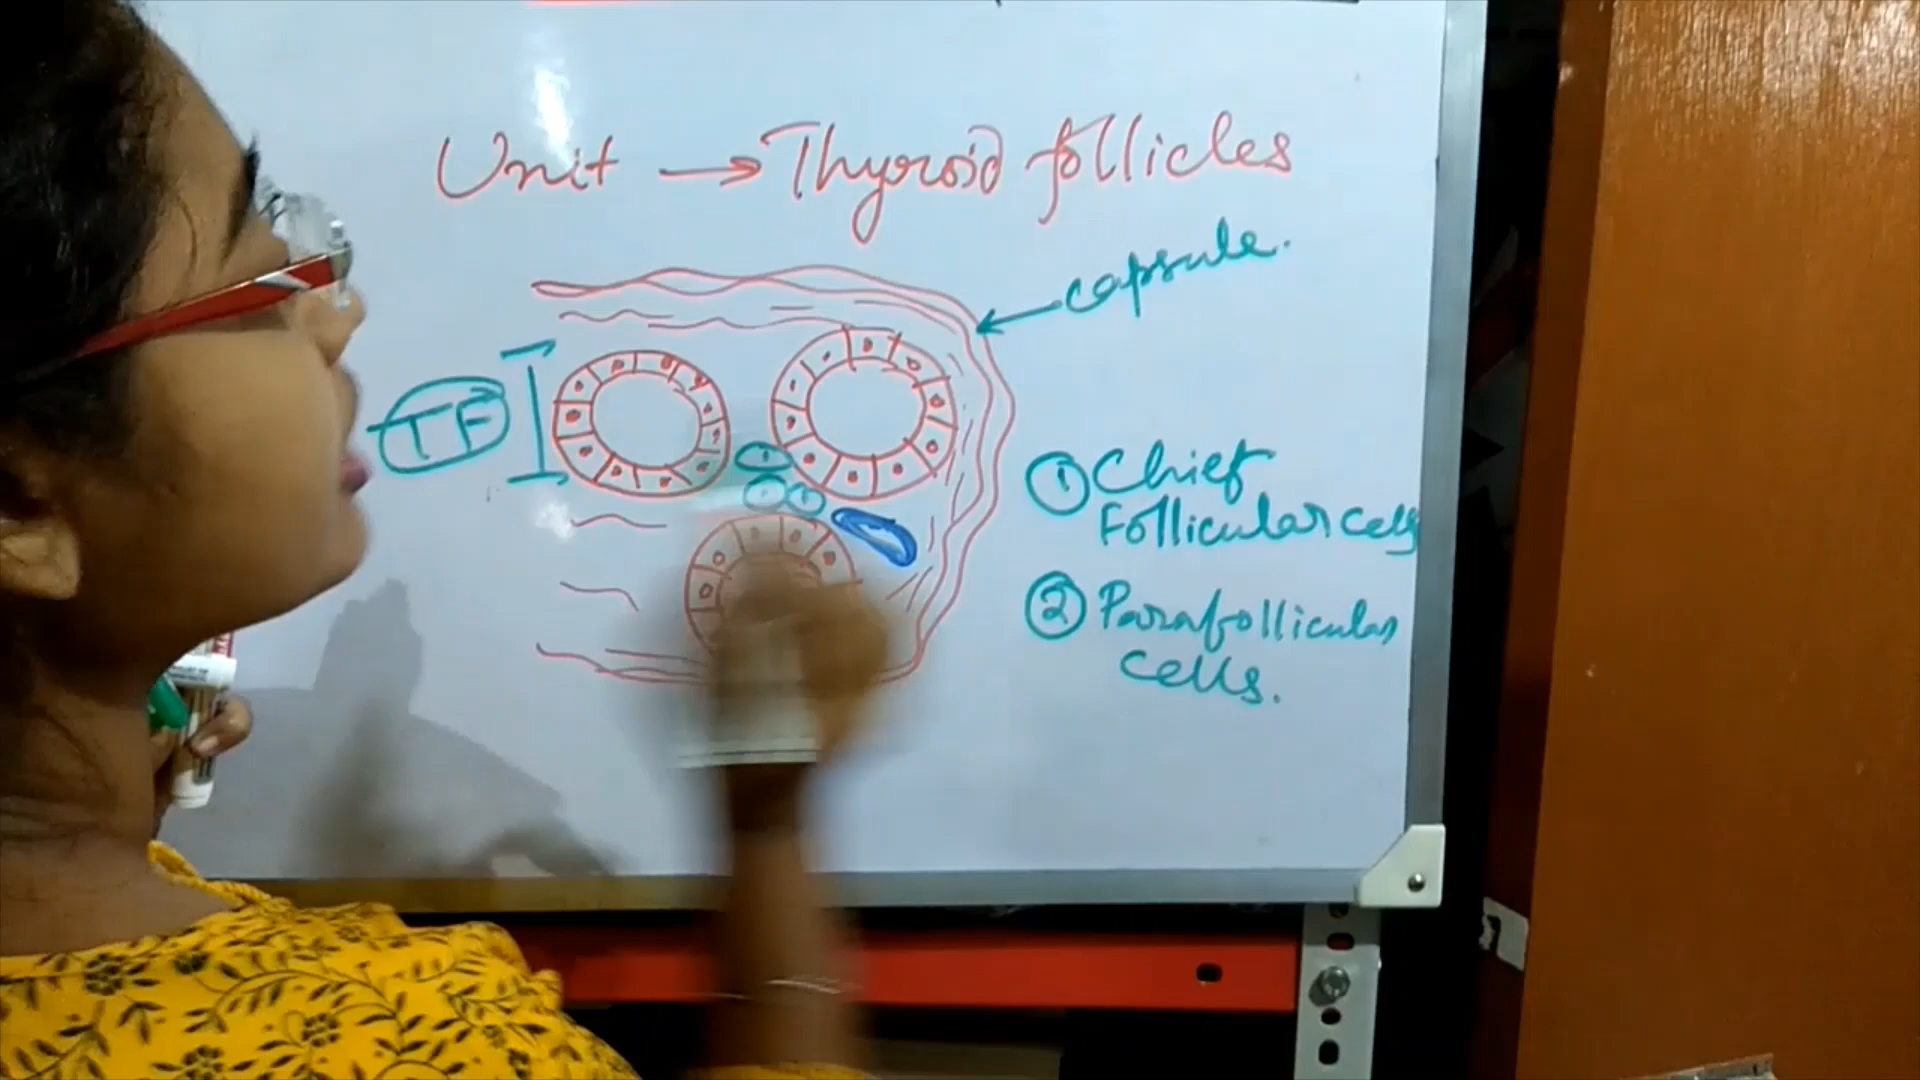 Unit → Thyroid follicles
capsule.
TF
① Chief
Follicular cells
② Parafollicular
cells.